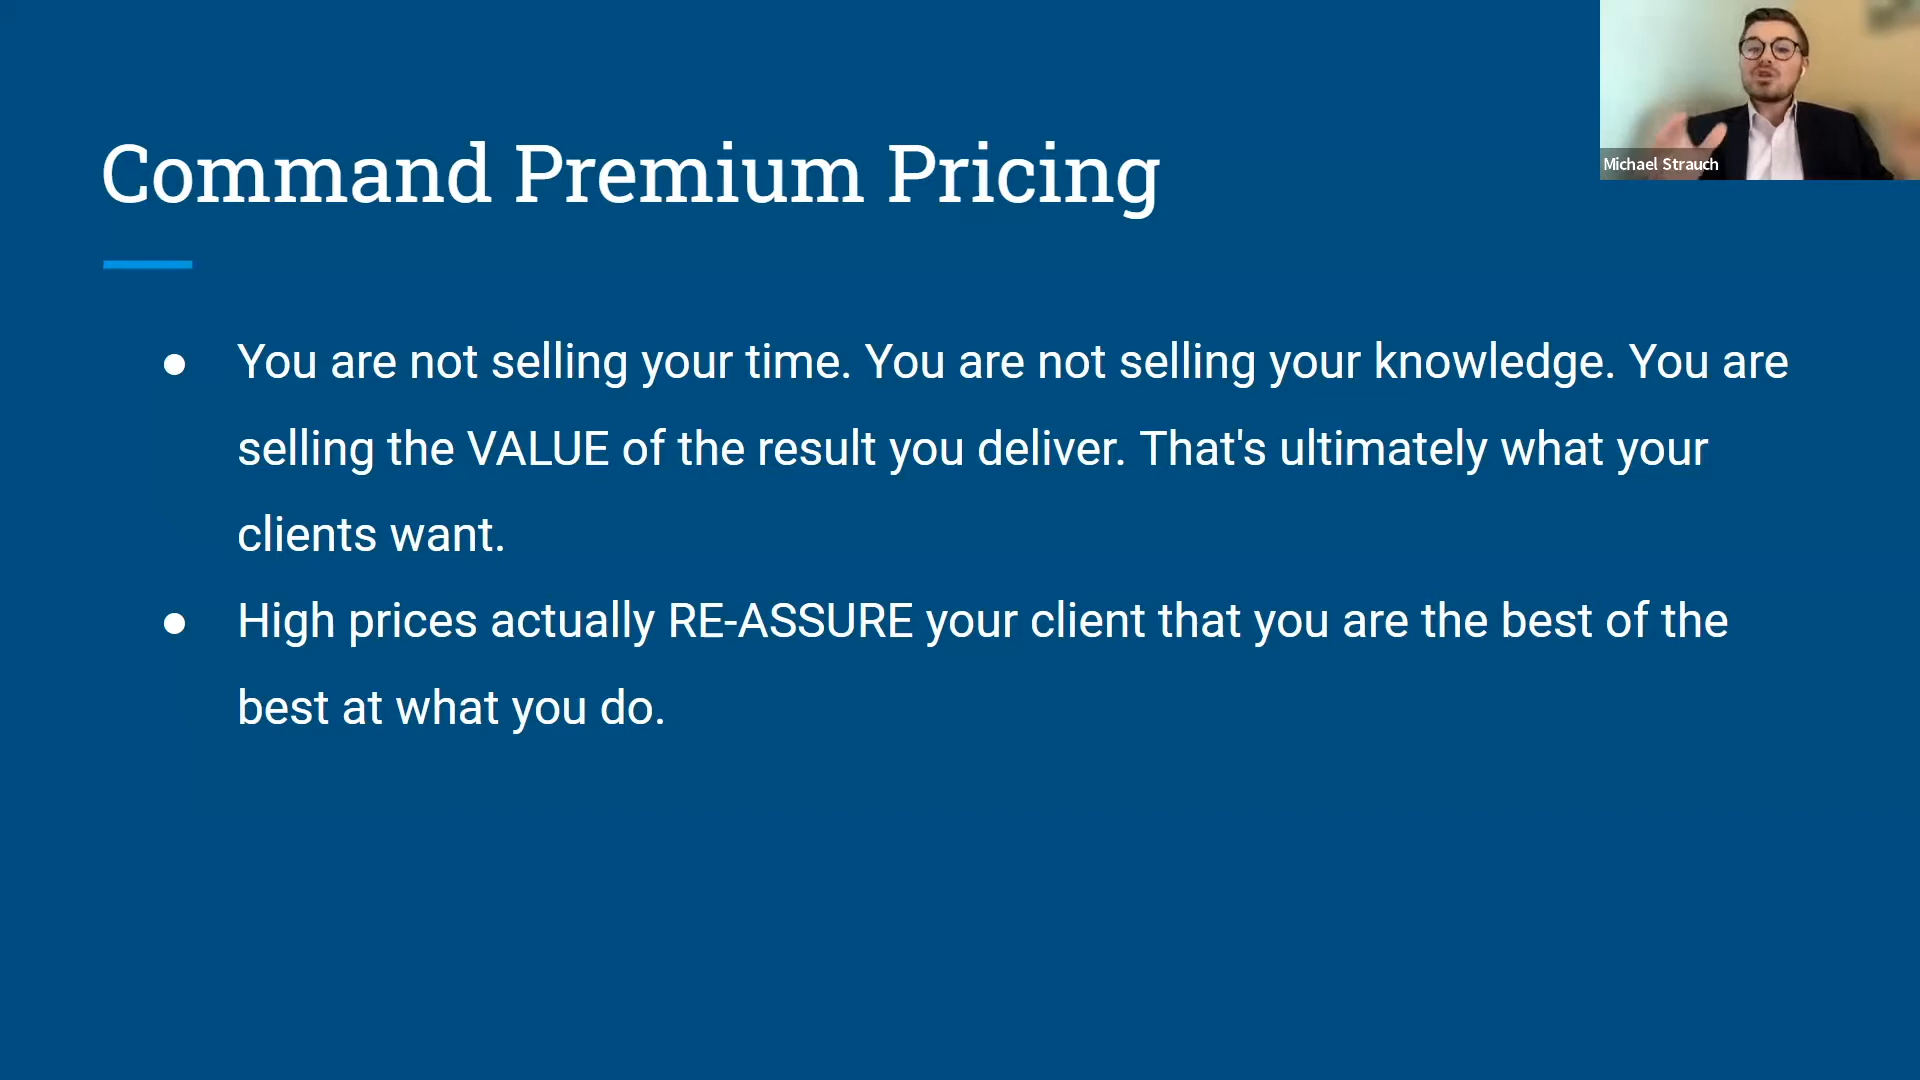 Command Premium Pricing
Michael Strauch
● You are not selling your time. You are not selling your knowledge. You are
selling the VALUE of the result you deliver. That's ultimately what your
clients want.
● High prices actually RE-ASSURE your client that you are the best of the
best at what you do.